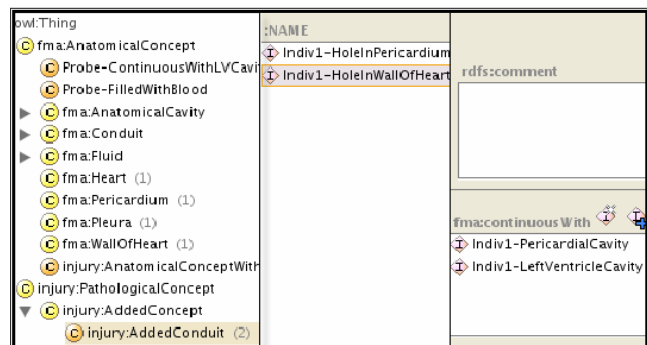 owl:Thing
fma:AnatomicalConcept
Probe-ContinuousWithLVCavi
Probe-FilledWithBlood
fma:AnatomicalCavity
fma:Conduit
fma:Fluid
fma:Heart (1)
fma:Pericardium (1)
fma:Pleura (1)
fma:WallOfHeart (1)
injury:AnatomicalConceptWith
injury:PathologicalConcept
injury:AddedConcept
injury:AddedConduit (2)
:NAME
Indiv1-HoleInPericardium
Indiv1-HoleInWallOfHeart
rdfs:comment
fma:continuousWith
Indiv1-PericardialCavity
Indiv1-LeftVentricleCavity